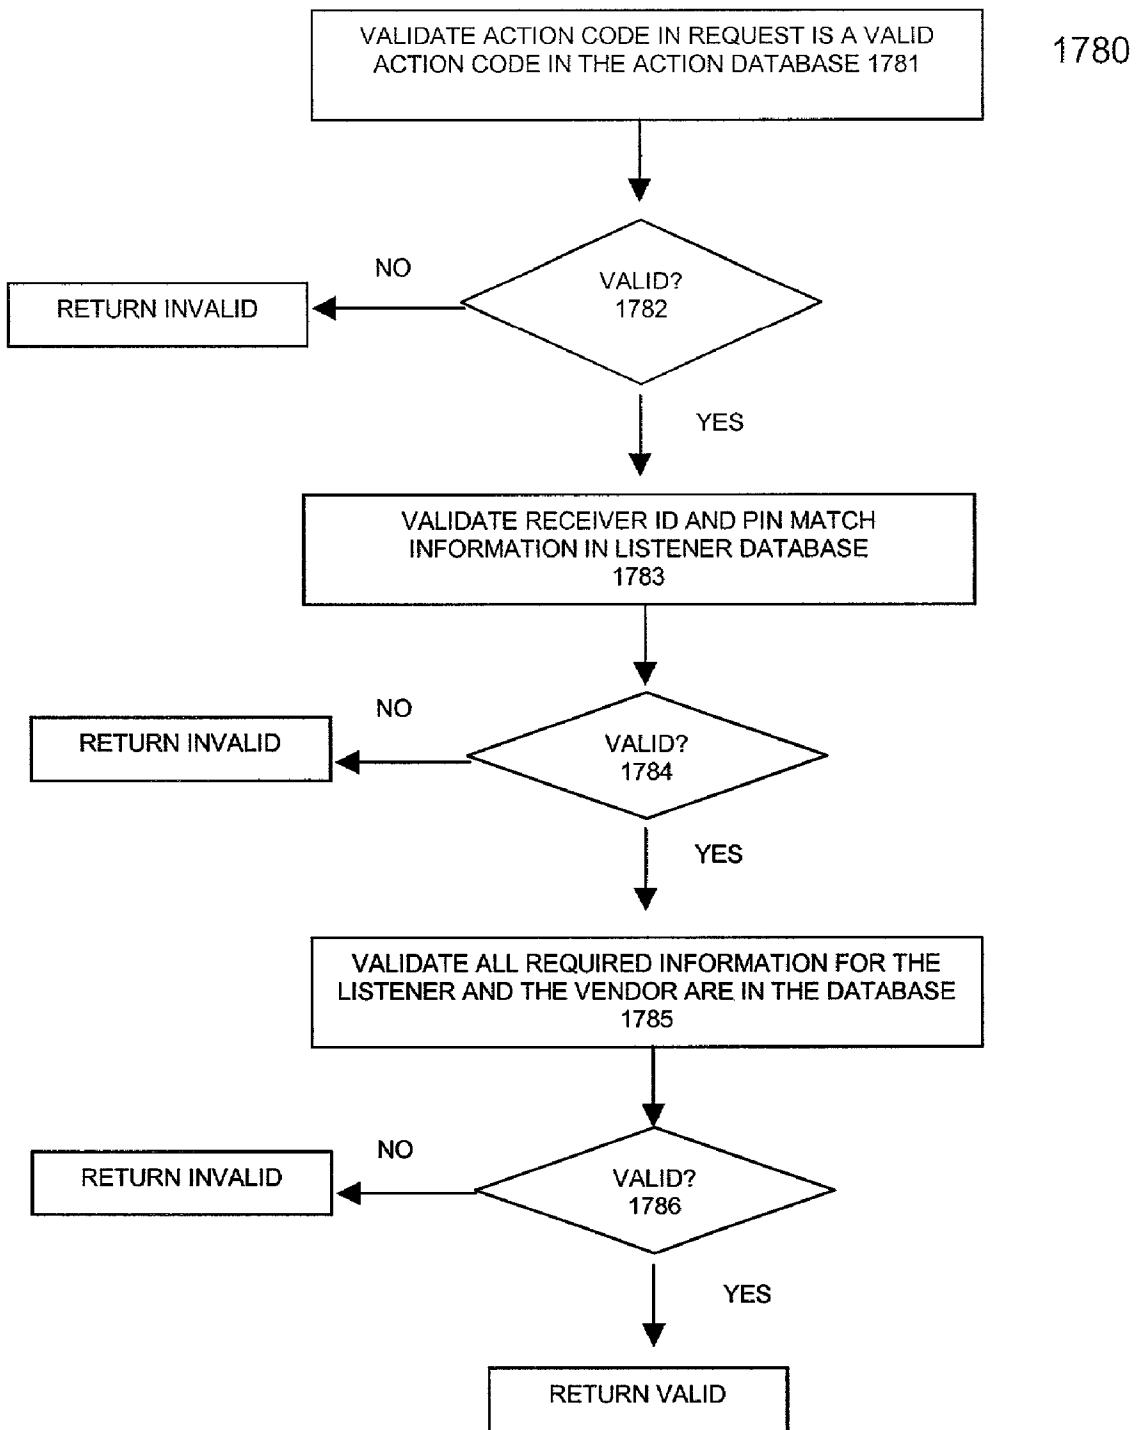 VALIDATE ACTION CODE IN REQUEST IS A VALID
ACTION CODE IN THE ACTION DATABASE 1781
1780
NO
VALID?
1782
RETURN INVALID
YES
VALIDATE RECEIVER ID AND PIN MATCH
INFORMATION IN LISTENER DATABASE
1783
NO
VALID?
1784
RETURN INVALID
YES
VALIDATE ALL REQUIRED INFORMATION FOR THE
LISTENER AND THE VENDOR ARE IN THE DATABASE
1785
NO
VALID?
1786
RETURN INVALID
YES
RETURN VALID